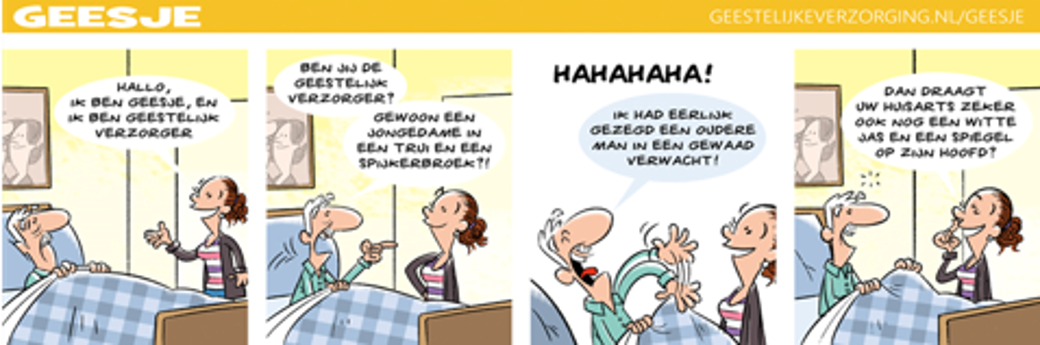 GEESJE
GEESTELIJKEVERZORGING.NL/GEESJE
HALLO,
IK BEN GEESJE, EN
IK BEN GEESTELIJK
VERZORGER
BEN JIJ DE
GEESTELIJK
VERZORGER?
GEWOON EEN
JONGEDAME IN
EEN TRUI EN EEN
SPIJKERBROEK?!
HAHAHAHA!
IK HAD EERLIJK
GEZEGD EEN OUDERE
MAN IN EEN GEWAAD
VERWACHT!
DAN DRAAGT
UW HUISARTS ZEKER
OOK NOG EEN WITTE
JAS EN EEN SPIEGEL
OP ZIJN HOOFD?